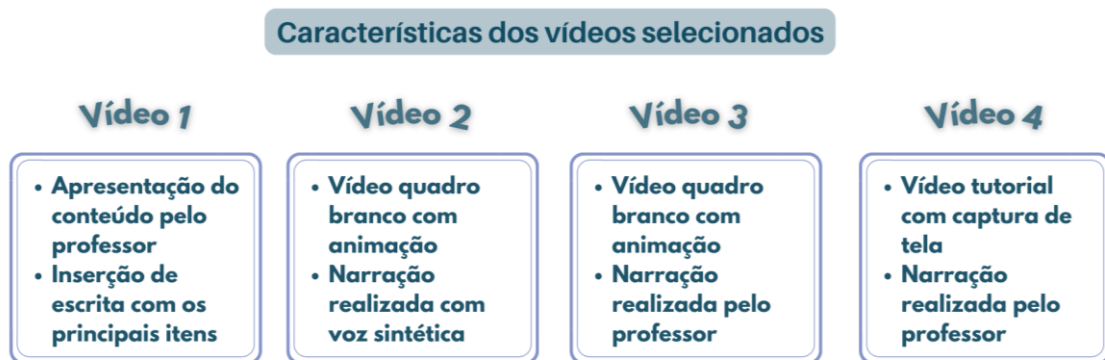 Características dos vídeos selecionados
Vídeo 1
• Apresentação do
conteúdo pelo
professor
• Inserção de
escrita com os
principais itens
Vídeo 2
• Vídeo quadro
branco com
animação
• Narração
realizada com
voz sintética
Vídeo 3
• Vídeo quadro
branco com
animação
• Narração
realizada pelo
professor
Vídeo 4
• Vídeo tutorial
com captura de
tela
• Narração
realizada pelo
professor